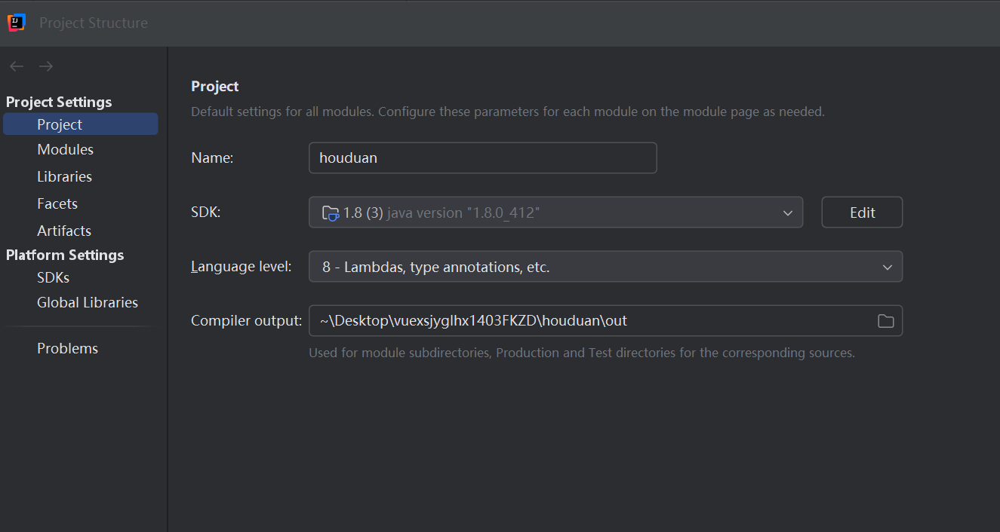 Project Structure
Project Settings
Project
Modules
Libraries
Facets
Artifacts
Platform Settings
SDKs
Global Libraries
Problems
Project
Default settings for all modules. Configure these parameters for each module on the module page as needed.
Name: houduan
SDK: 1.8 (3) java version "1.8.0_412" Edit
Language level: 8 - Lambdas, type annotations, etc.
Compiler output: ~\Desktop\vuexsjyglhx1403FKZD\houduan\out
Used for module subdirectories, Production and Test directories for the corresponding sources.